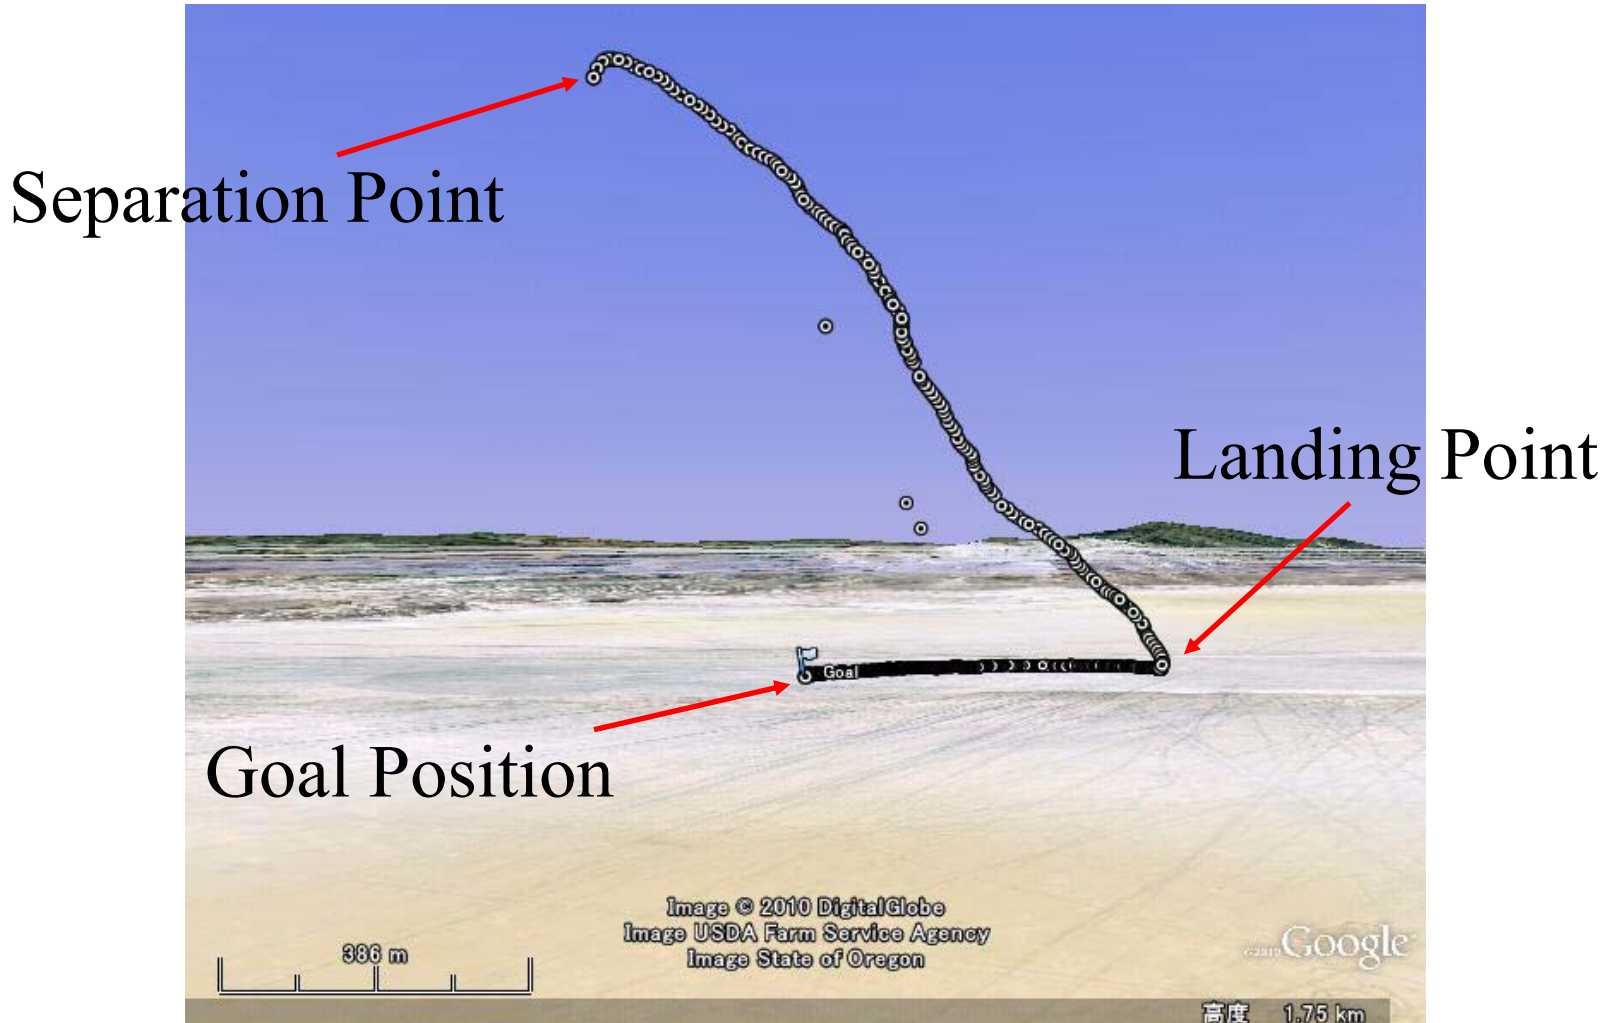 Separation Point
Landing Point
Goal
Goal Position
Image © 2010 DigitalGlobe
Image USDA Farm Service Agency
Image State of Oregon
386 m
©2010 Google
高度 1.75 km